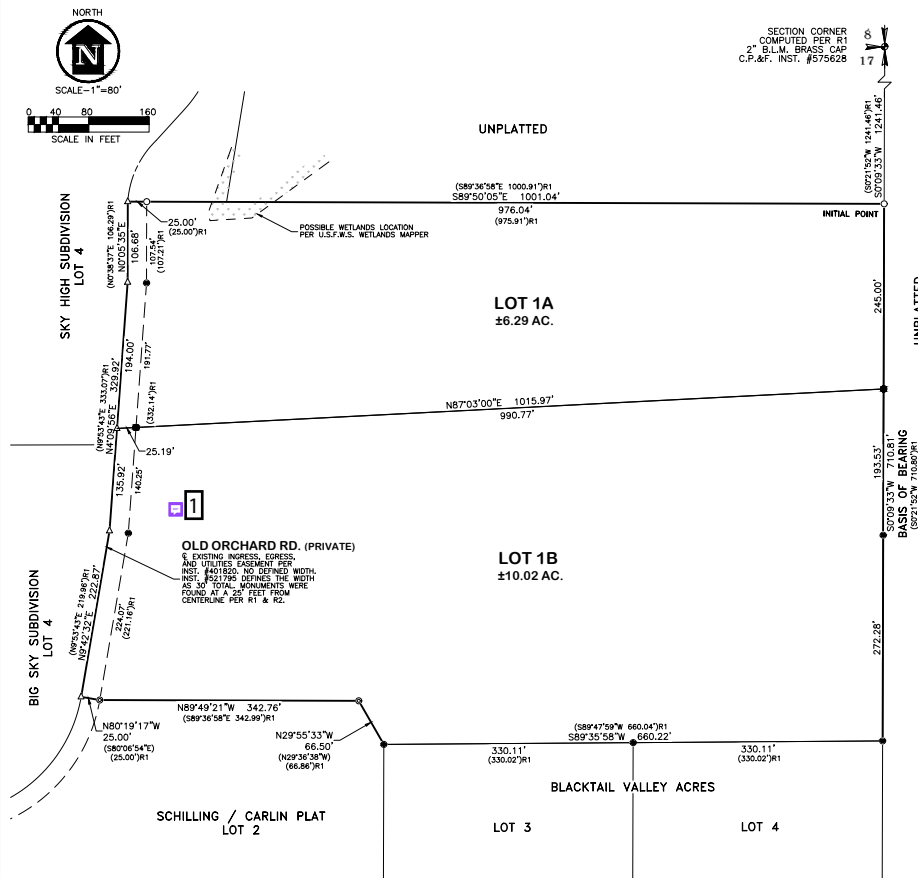 NORTH
N
SCALE-1"=80'
0 40 80 160
SCALE IN FEET
SECTION CORNER
COMPUTED PER R1
2" B.L.M. BRASS CAP
C.P.&F. INST. #575628
8
17
(S0°21'52"W 1241.46')R1
S0°09'33"W 1241.46'
UNPLATTED
(S89°36'58"E 1000.91')R1
S89°50'05"E 1001.04'
976.04'
(975.91')R1
INITIAL POINT
25.00'
(25.00')R1
POSSIBLE WETLANDS LOCATION
PER U.S.F.W.S. WETLANDS MAPPER
SKY HIGH SUBDIVISION
LOT 4
(N0°38'37"E 106.29')R1
N0°05'35"E
106.68'
107.54'
(107.21')R1
LOT 1A
±6.29 AC.
245.00'
UNPLATTED
(N9°53'43"E 333.07')R1
N4°09'56"E 329.92'
194.00'
191.77'
(332.14')R1
N87°03'00"E 1015.97'
990.77'
25.19'
135.92'
140.25'
193.53'
S0°09'33"W 710.81'
BASIS OF BEARING
(S0°21'52"W 710.80')R1
1
OLD ORCHARD RD. (PRIVATE)
℄ EXISTING INGRESS, EGRESS,
AND UTILITIES EASEMENT PER
INST. #401820. NO DEFINED WIDTH.
INST. #521795 DEFINES THE WIDTH
AS 30' TOTAL. MONUMENTS WERE
FOUND AT A 25' FEET FROM
CENTERLINE PER R1 & R2.
LOT 1B
±10.02 AC.
BIG SKY SUBDIVISION
LOT 4
(N9°53'43"E 219.96')R1
N9°42'32"E 222.87'
224.07'
(221.16')R1
272.28'
N89°49'21"W 342.76'
(S89°36'58"E 342.99')R1
N80°19'17"W
25.00'
(S80°06'54"E)
(25.00')R1
N29°55'33"W
66.50'
(N29°36'38"W)
(66.86')R1
(S89°47'59"W 660.04')R1
S89°35'58"W 660.22'
330.11'
(330.02')R1
330.11'
(330.02')R1
BLACKTAIL VALLEY ACRES
SCHILLING / CARLIN PLAT
LOT 2
LOT 3
LOT 4